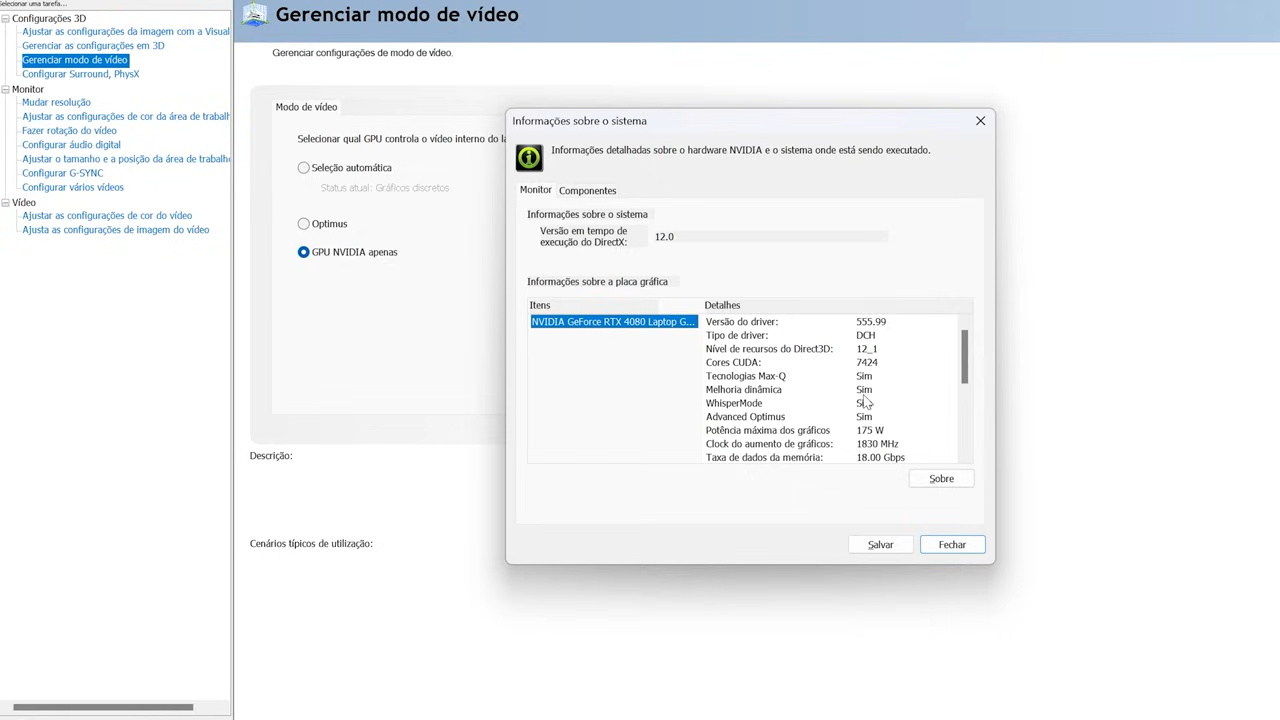 Selecionar uma tarefa...
Configurações 3D
Ajustar as configurações da imagem com a Visual
Gerenciar as configurações em 3D
Gerenciar modo de vídeo
Configurar Surround, PhysX
Monitor
Mudar resolução
Ajustar as configurações de cor da área de trabalh
Fazer rotação do vídeo
Configurar áudio digital
Ajustar o tamanho e a posição da área de trabalho
Configurar G-SYNC
Configurar vários vídeos
Vídeo
Ajustar as configurações de cor do vídeo
Ajusta as configurações de imagem do vídeo
Gerenciar modo de vídeo
Gerenciar configurações de modo de vídeo.
Modo de vídeo
Selecionar qual GPU controla o vídeo interno do la
Seleção automática
Status atual: Gráficos discretos
Optimus
GPU NVIDIA apenas
Descrição:
Cenários típicos de utilização:
Informações sobre o sistema
Informações detalhadas sobre o hardware NVIDIA e o sistema onde está sendo executado.
Monitor Componentes
Informações sobre o sistema
Versão em tempo de
execução do DirectX: 12.0
Informações sobre a placa gráfica
Itens Detalhes
NVIDIA GeForce RTX 4080 Laptop G...
Versão do driver: 555.99
Tipo de driver: DCH
Nível de recursos do Direct3D: 12_1
Cores CUDA: 7424
Tecnologias Max-Q Sim
Melhoria dinâmica Sim
WhisperMode Sim
Advanced Optimus Sim
Potência máxima dos gráficos 175 W
Clock do aumento de gráficos: 1830 MHz
Taxa de dados da memória: 18.00 Gbps
Sobre
Salvar Fechar